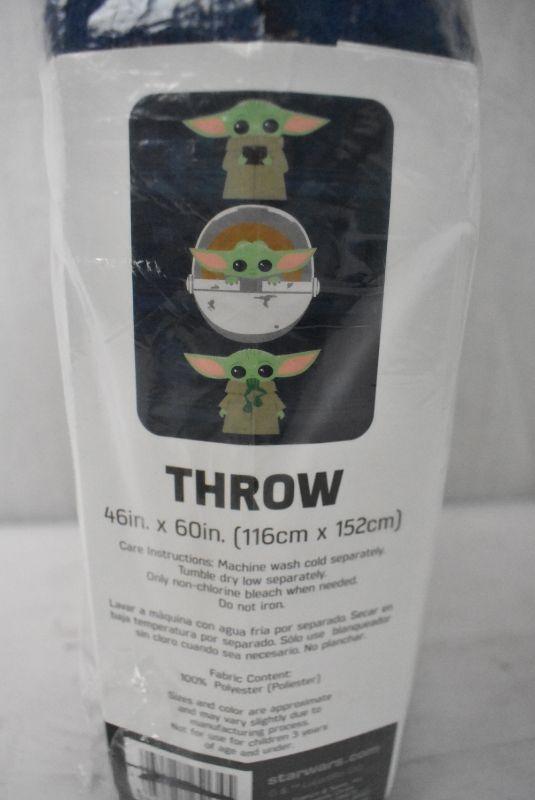 THROW
46in. x 60in. (116cm x 152cm)
Care Instructions: Machine wash cold separately.
Tumble dry low separately.
Only non-chlorine bleach when needed.
Do not iron.
Lavar a máquina con agua fría por separado. Secar en
baja temperatura por separado. Sólo use blanqueador
sin cloro cuando sea necesario. No planchar.
Fabric Content:
100% Polyester (Poliester)
Sizes and color are approximate
and may vary slightly due to
manufacturing process.
Not for use for children 3 years
of age and under.
starwars.com